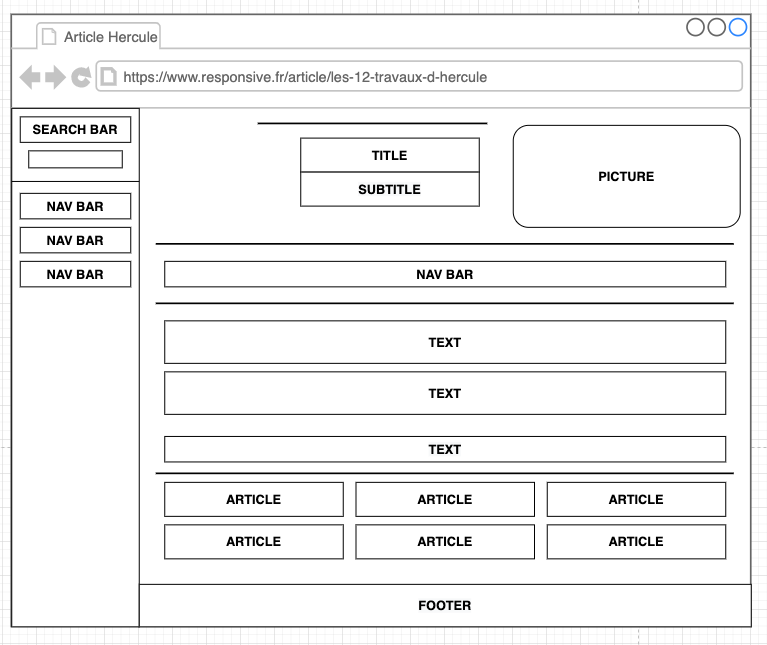 Article Hercule
https://www.responsive.fr/article/les-12-travaux-d-hercule
SEARCH BAR
NAV BAR
NAV BAR
NAV BAR
TITLE
SUBTITLE
PICTURE
NAV BAR
TEXT
TEXT
TEXT
ARTICLE ARTICLE ARTICLE
ARTICLE ARTICLE ARTICLE
FOOTER